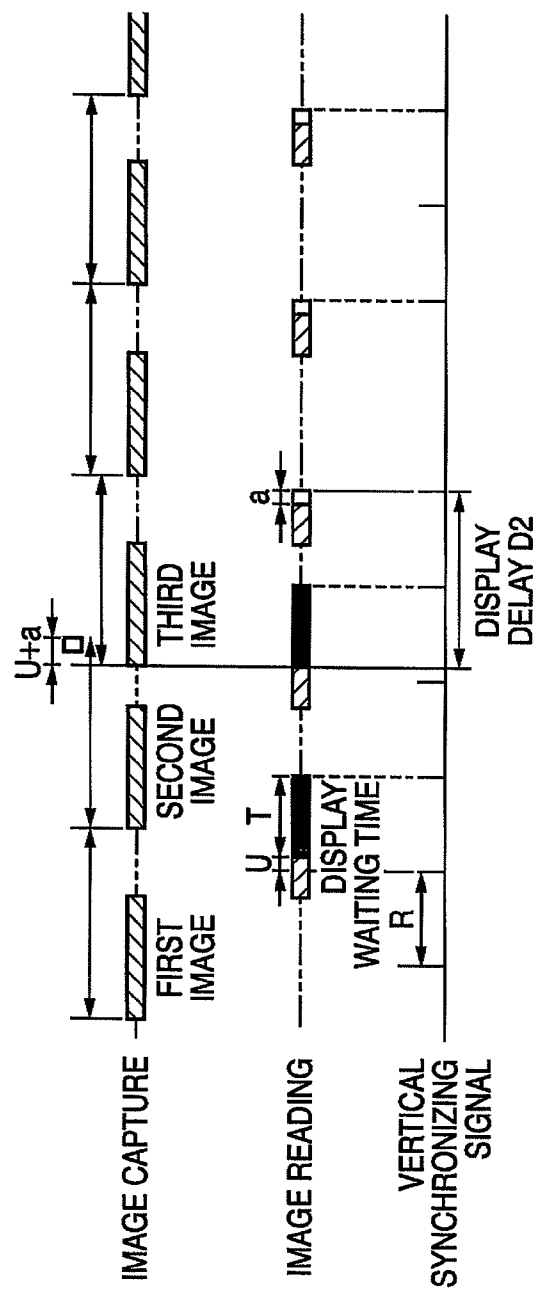 IMAGE CAPTURE
FIRST
IMAGE
SECOND
IMAGE
THIRD
IMAGE
U+a
IMAGE READING
U
T
DISPLAY
WAITING TIME
a
VERTICAL
SYNCHRONIZING
SIGNAL
R
DISPLAY
DELAY D2